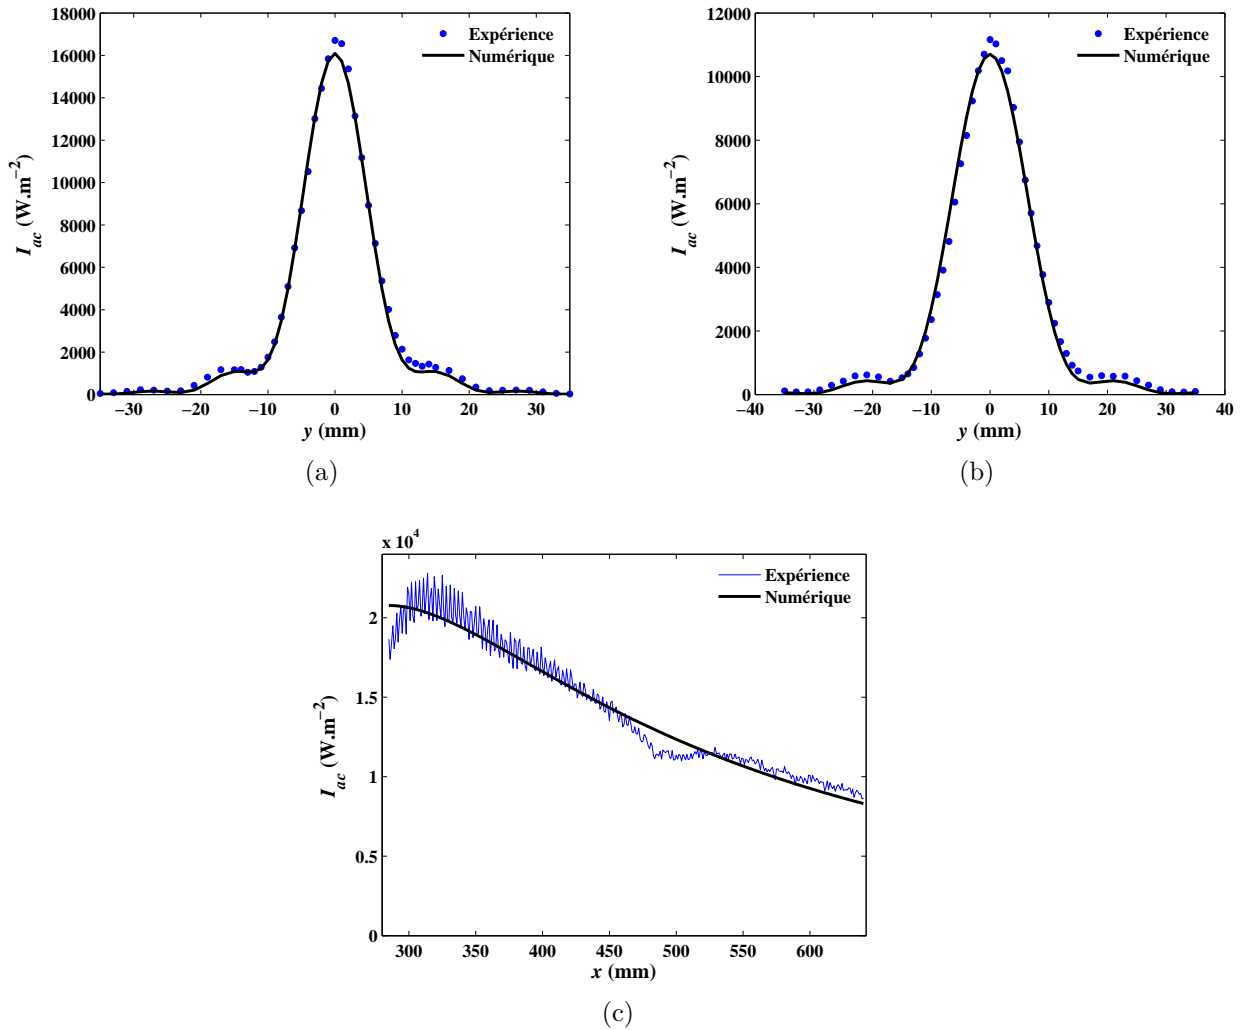 18000
16000
14000
12000
10000
8000
6000
4000
2000
0
I_ac (W.m⁻²)
Expérience
Numérique
−30 −20 −10 0 10 20 30
y (mm)
(a)
12000
10000
8000
6000
4000
2000
0
I_ac (W.m⁻²)
Expérience
Numérique
−40 −30 −20 −10 0 10 20 30 40
y (mm)
(b)
x 10⁴
2
1.5
1
0.5
0
I_ac (W.m⁻²)
Expérience
Numérique
300 350 400 450 500 550 600
x (mm)
(c)